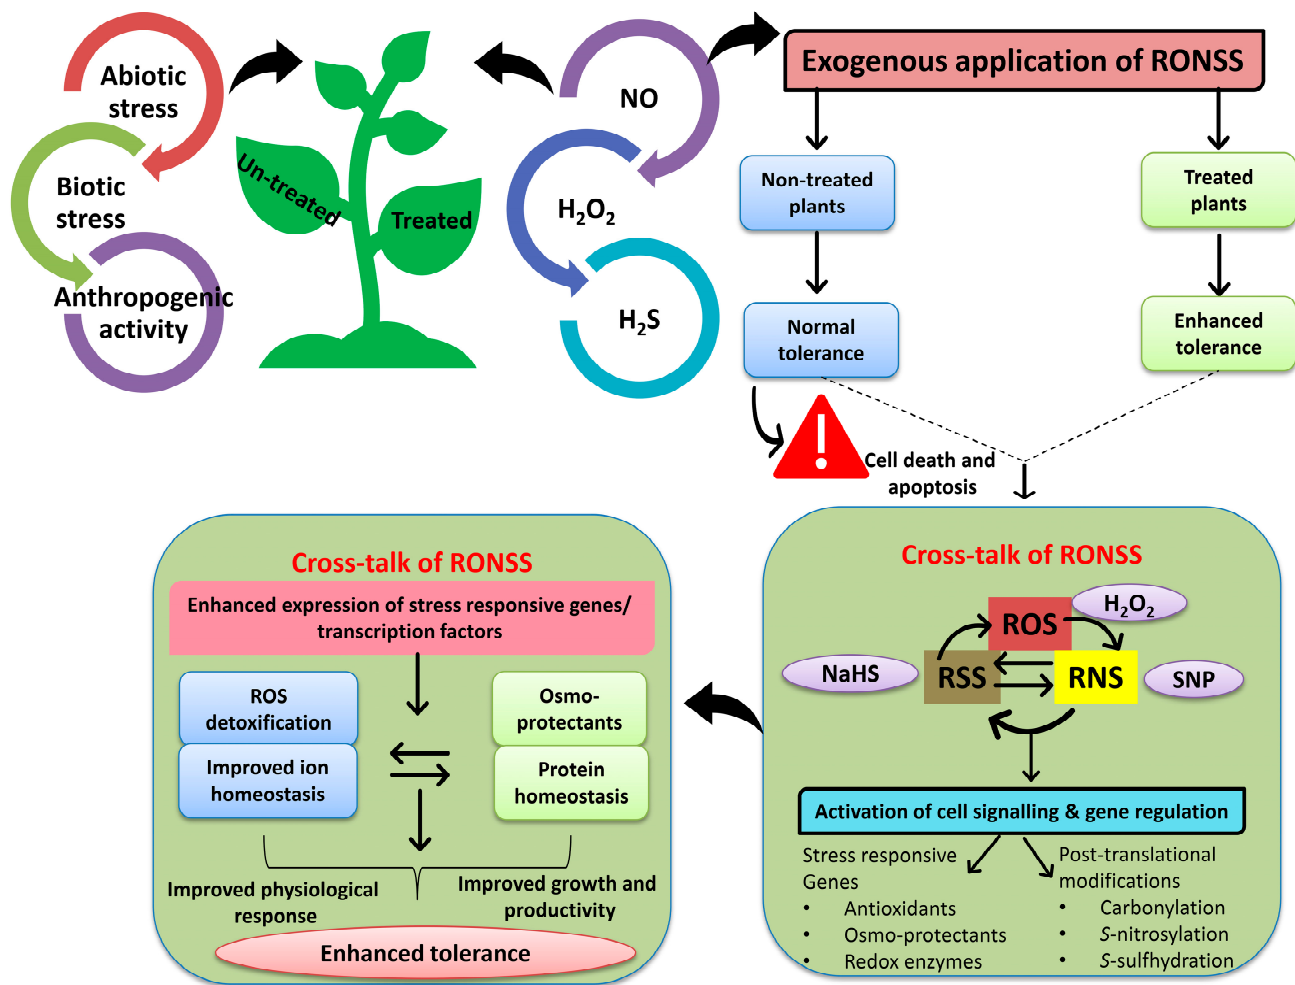 Abiotic
stress
Biotic
stress
Anthropogenic
activity
Un-treated
Treated
NO
H₂O₂
H₂S
Exogenous application of RONSS
Non-treated
plants
Treated
plants
Normal
tolerance
Enhanced
tolerance
Cell death and
apoptosis
Cross-talk of RONSS
Enhanced expression of stress responsive genes/
transcription factors
ROS
detoxification
Osmo-
protectants
Improved ion
homeostasis
Protein
homeostasis
Improved physiological
response
Improved growth and
productivity
Enhanced tolerance
Cross-talk of RONSS
H₂O₂
ROS
NaHS
RSS
RNS
SNP
Activation of cell signalling & gene regulation
Stress responsive
Genes
• Antioxidants
• Osmo-protectants
• Redox enzymes
Post-translational
modifications
• Carbonylation
• S-nitrosylation
• S-sulfhydration